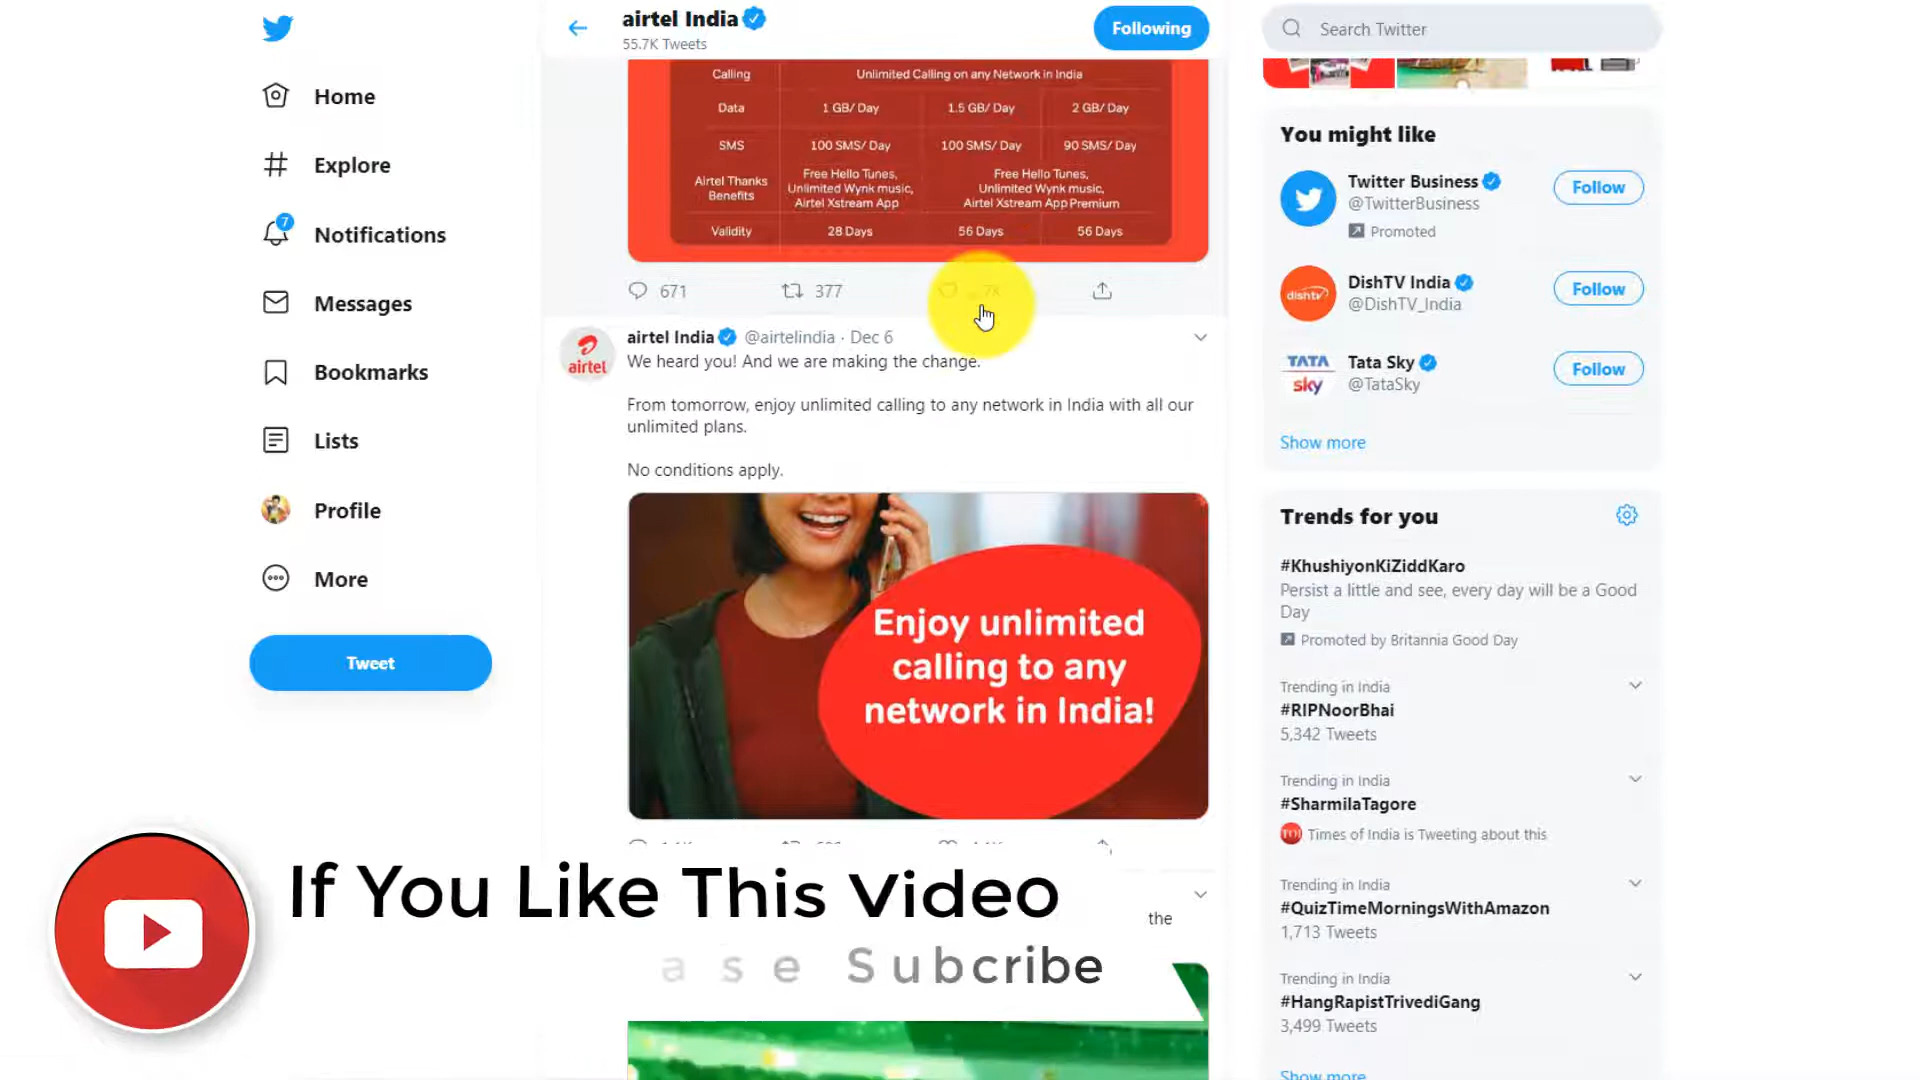 airtel India
55.7K Tweets
Following
Search Twitter
Home
Explore
7
Notifications
Messages
Bookmarks
Lists
Profile
More
Tweet
Calling Unlimited Calling on any Network in India
Data 1 GB/ Day 1.5 GB/ Day 2 GB/ Day
SMS 100 SMS/ Day 100 SMS/ Day 90 SMS/ Day
Airtel Thanks Benefits
Free Hello Tunes,
Unlimited Wynk music,
Airtel Xstream App
Free Hello Tunes,
Unlimited Wynk music,
Airtel Xstream App Premium
Validity 28 Days 56 Days 56 Days
671 377
airtel
airtel India @airtelindia · Dec 6
We heard you! And we are making the change.
From tomorrow, enjoy unlimited calling to any network in India with all our
unlimited plans.
No conditions apply.
Enjoy unlimited
calling to any
network in India!
the
If You Like This Video
ase Subcribe
You might like
Twitter Business
@TwitterBusiness
Promoted
Follow
dishtv
DishTV India
@DishTV_India
Follow
TATA
sky
Tata Sky
@TataSky
Follow
Show more
Trends for you
#KhushiyonKiZiddKaro
Persist a little and see, every day will be a Good
Day
Promoted by Britannia Good Day
Trending in India
#RIPNoorBhai
5,342 Tweets
Trending in India
#SharmilaTagore
TOI
Times of India is Tweeting about this
Trending in India
#QuizTimeMorningsWithAmazon
1,713 Tweets
Trending in India
#HangRapistTrivediGang
3,499 Tweets
Show more